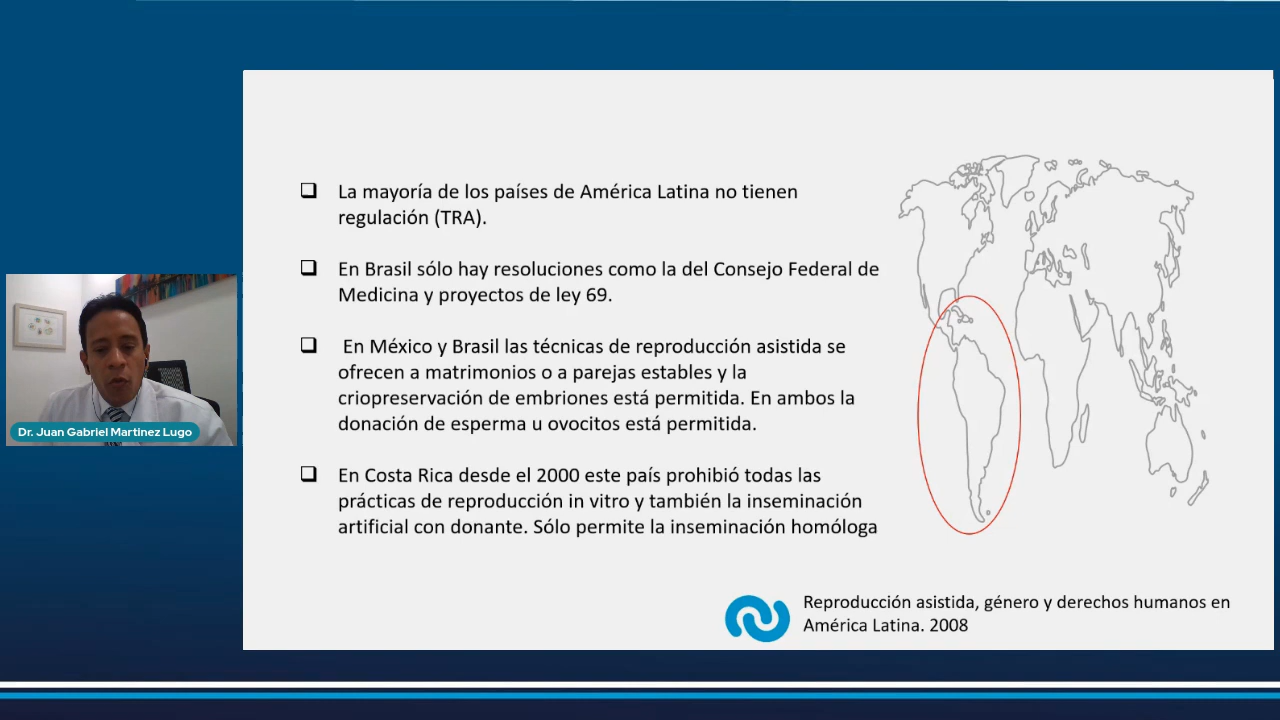 La mayoría de los países de América Latina no tienen
regulación (TRA).
En Brasil sólo hay resoluciones como la del Consejo Federal de
Medicina y proyectos de ley 69.
En México y Brasil las técnicas de reproducción asistida se
ofrecen a matrimonios o a parejas estables y la
criopreservación de embriones está permitida. En ambos la
donación de esperma u ovocitos está permitida.
En Costa Rica desde el 2000 este país prohibió todas las
prácticas de reproducción in vitro y también la inseminación
artificial con donante. Sólo permite la inseminación homóloga
Dr. Juan Gabriel Martinez Lugo
Reproducción asistida, género y derechos humanos en
América Latina. 2008